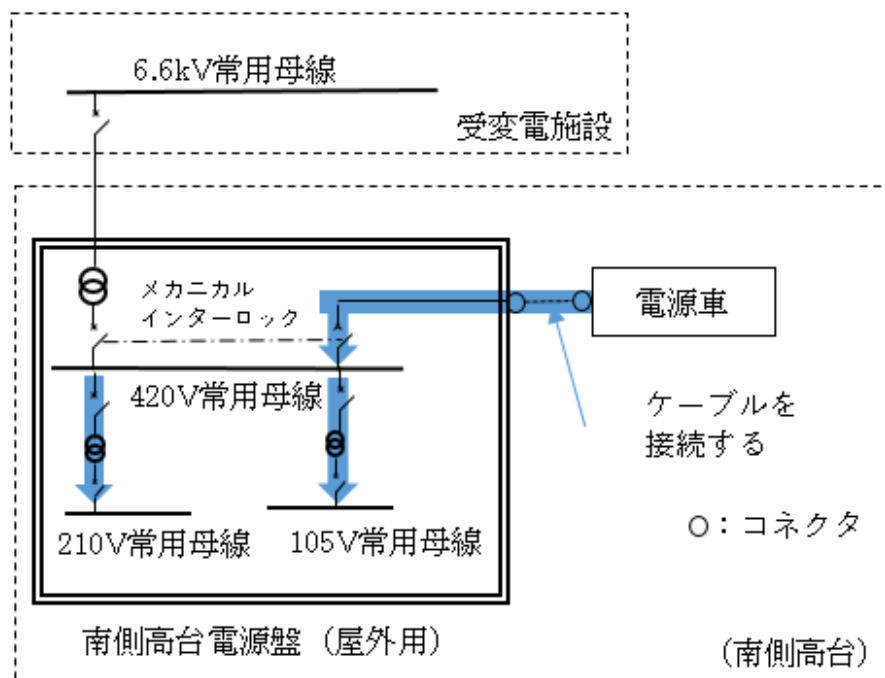 6.6kV常用母線
受変電施設
メカニカル
インターロック
電源車
420V常用母線
ケーブルを
接続する
210V常用母線
105V常用母線
○：コネクタ
南側高台電源盤（屋外用）
(南側高台)